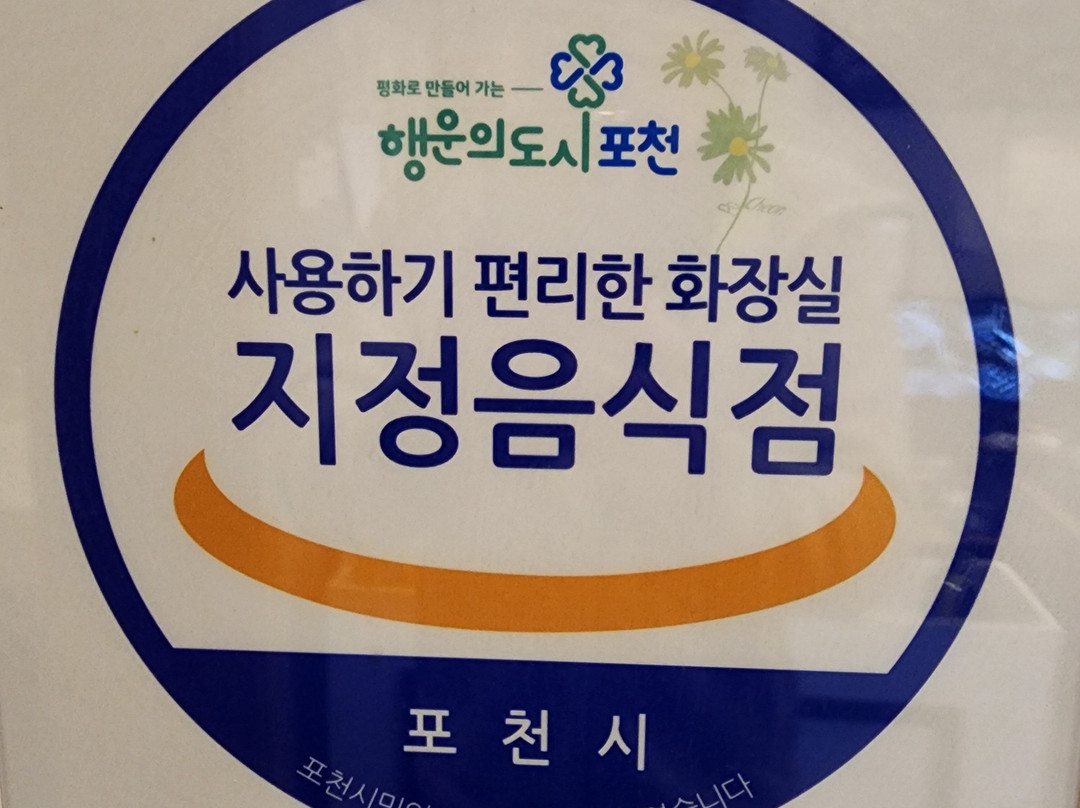 평화로 만들어 가는
행운의도시포천
사용하기 편리한 화장실
지정음식점
포천시